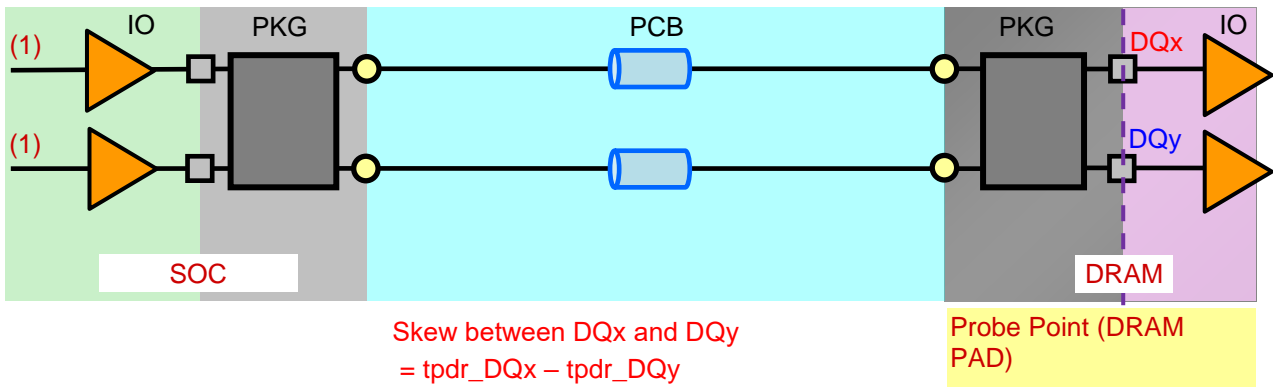 IO PKG PCB PKG IO
(1) DQx
(1) DQy
SOC DRAM
Skew between DQx and DQy
= tpdr_DQx – tpdr_DQy
Probe Point (DRAM
PAD)